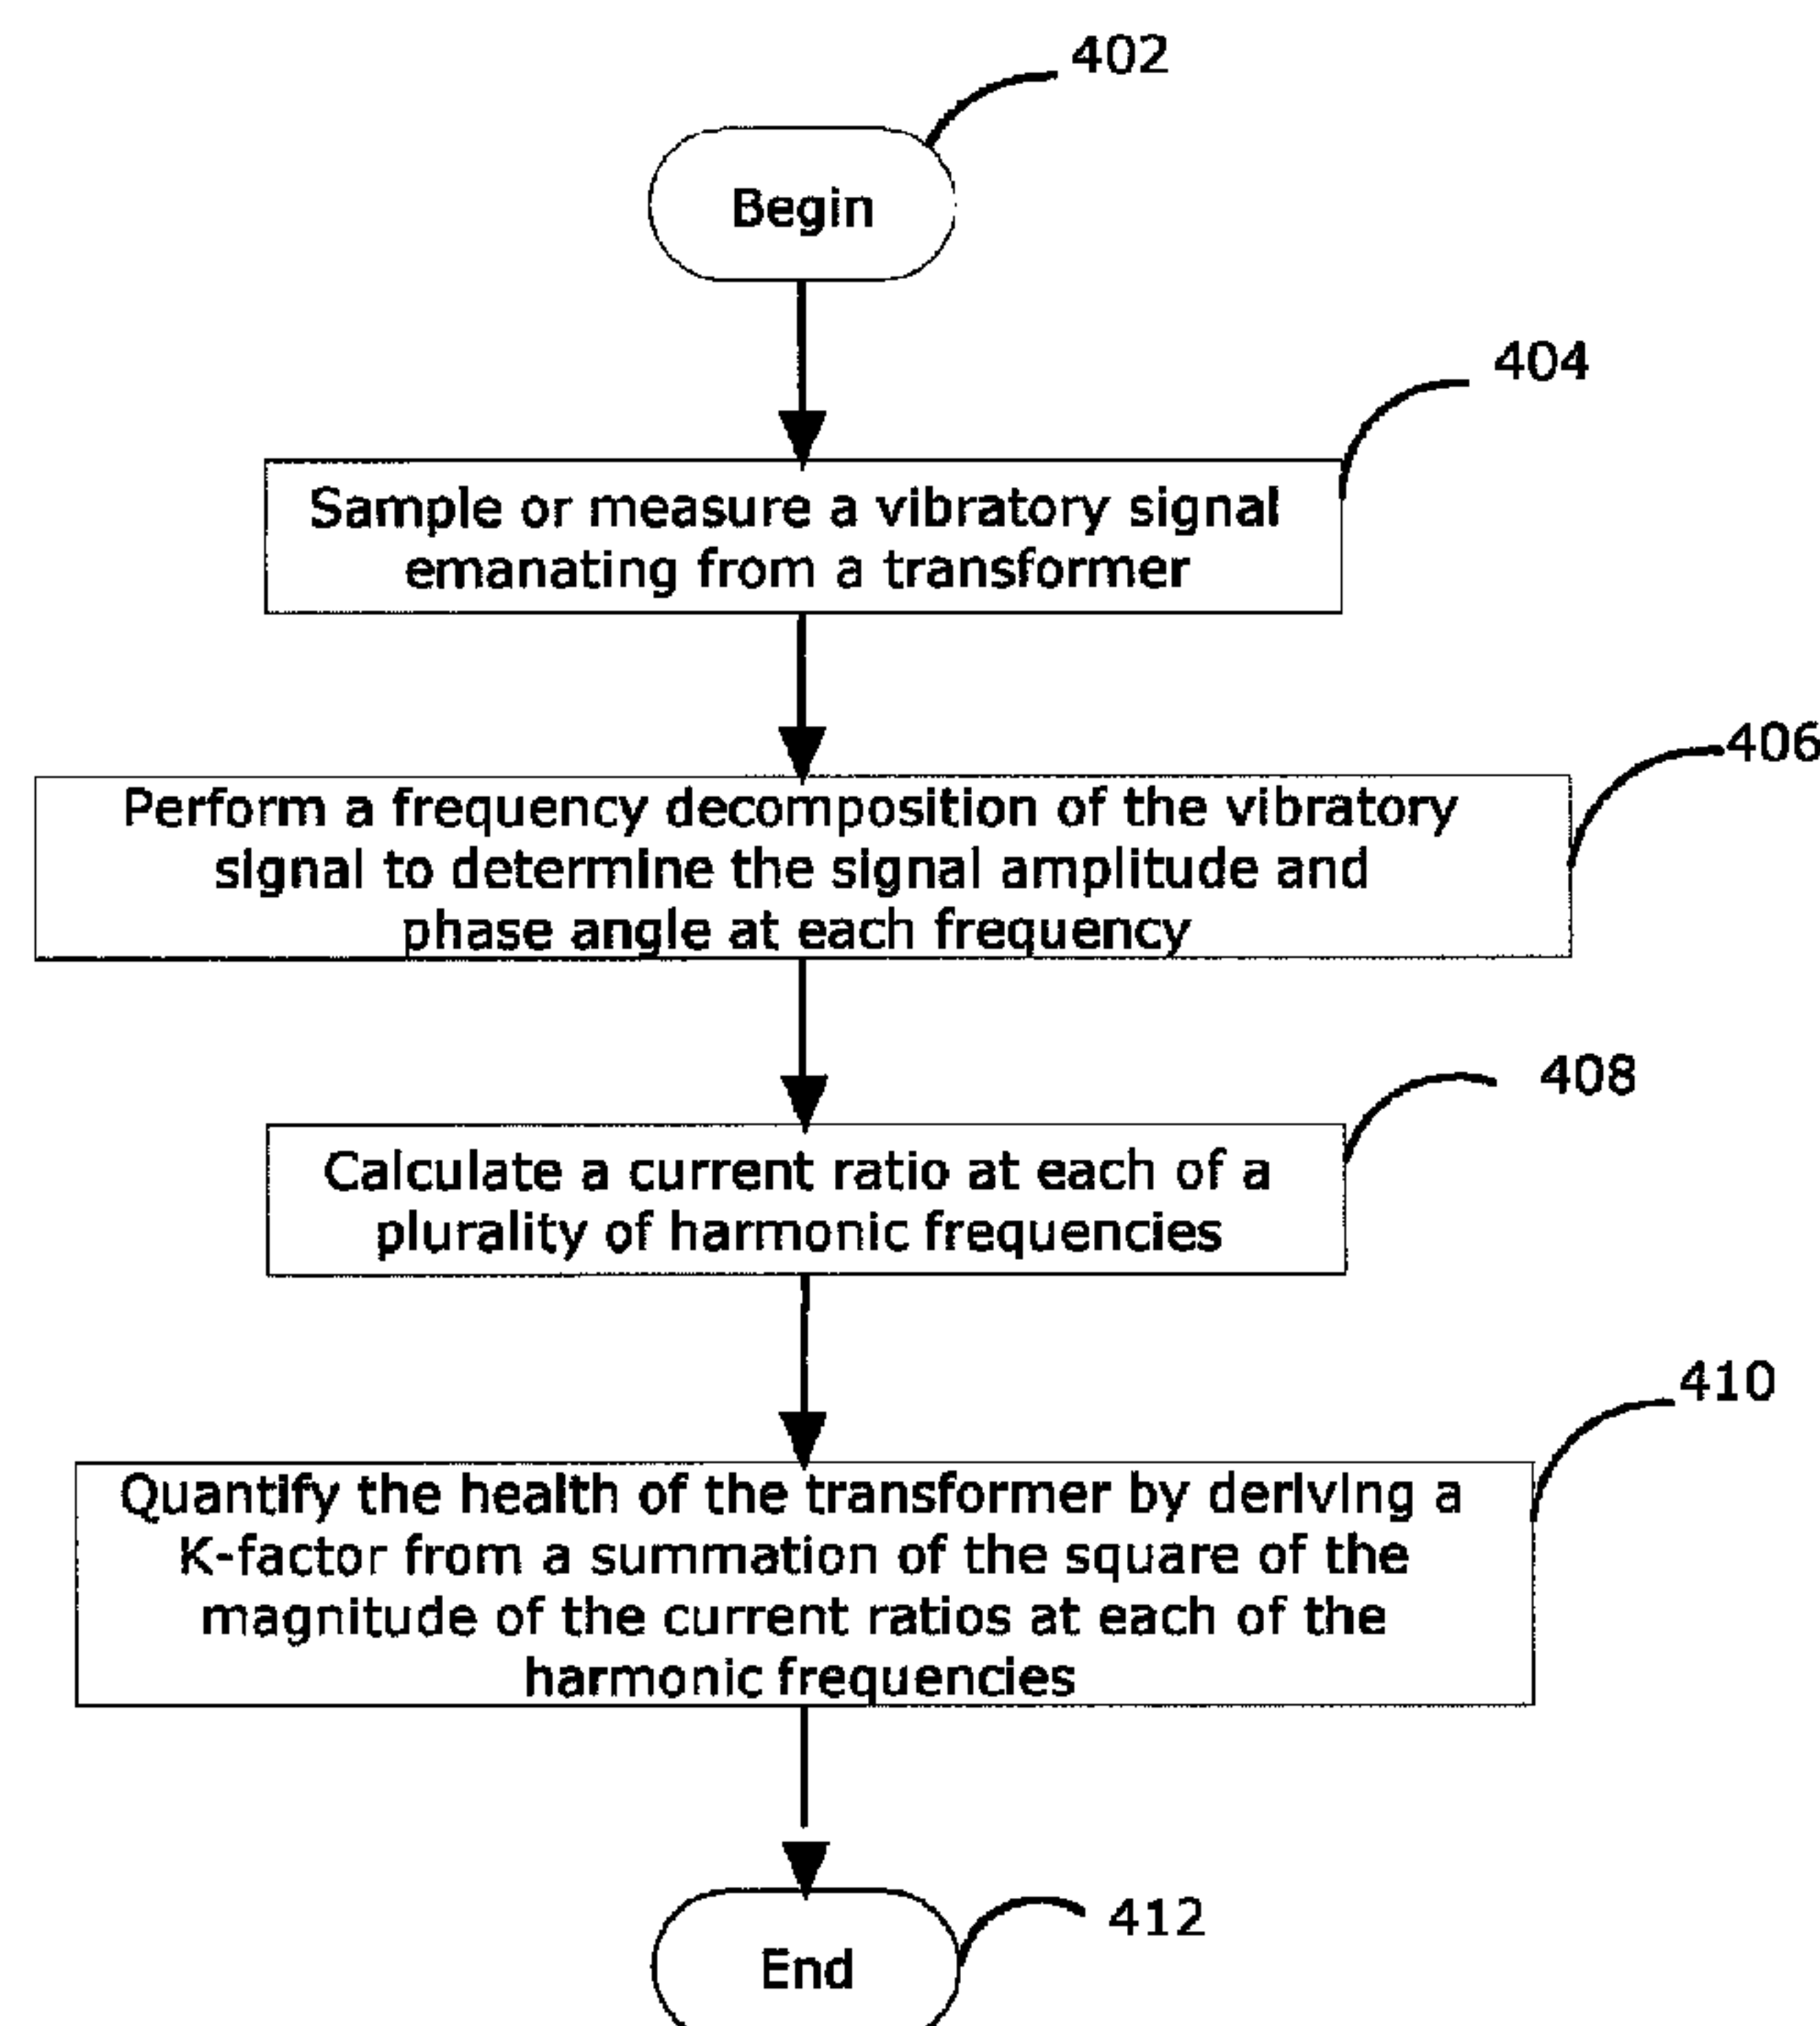 402
Begin
404
Sample or measure a vibratory signal
emanating from a transformer
406
Perform a frequency decomposition of the vibratory
signal to determine the signal amplitude and
phase angle at each frequency
408
Calculate a current ratio at each of a
plurality of harmonic frequencies
410
Quantify the health of the transformer by deriving a
K-factor from a summation of the square of the
magnitude of the current ratios at each of the
harmonic frequencies
412
End